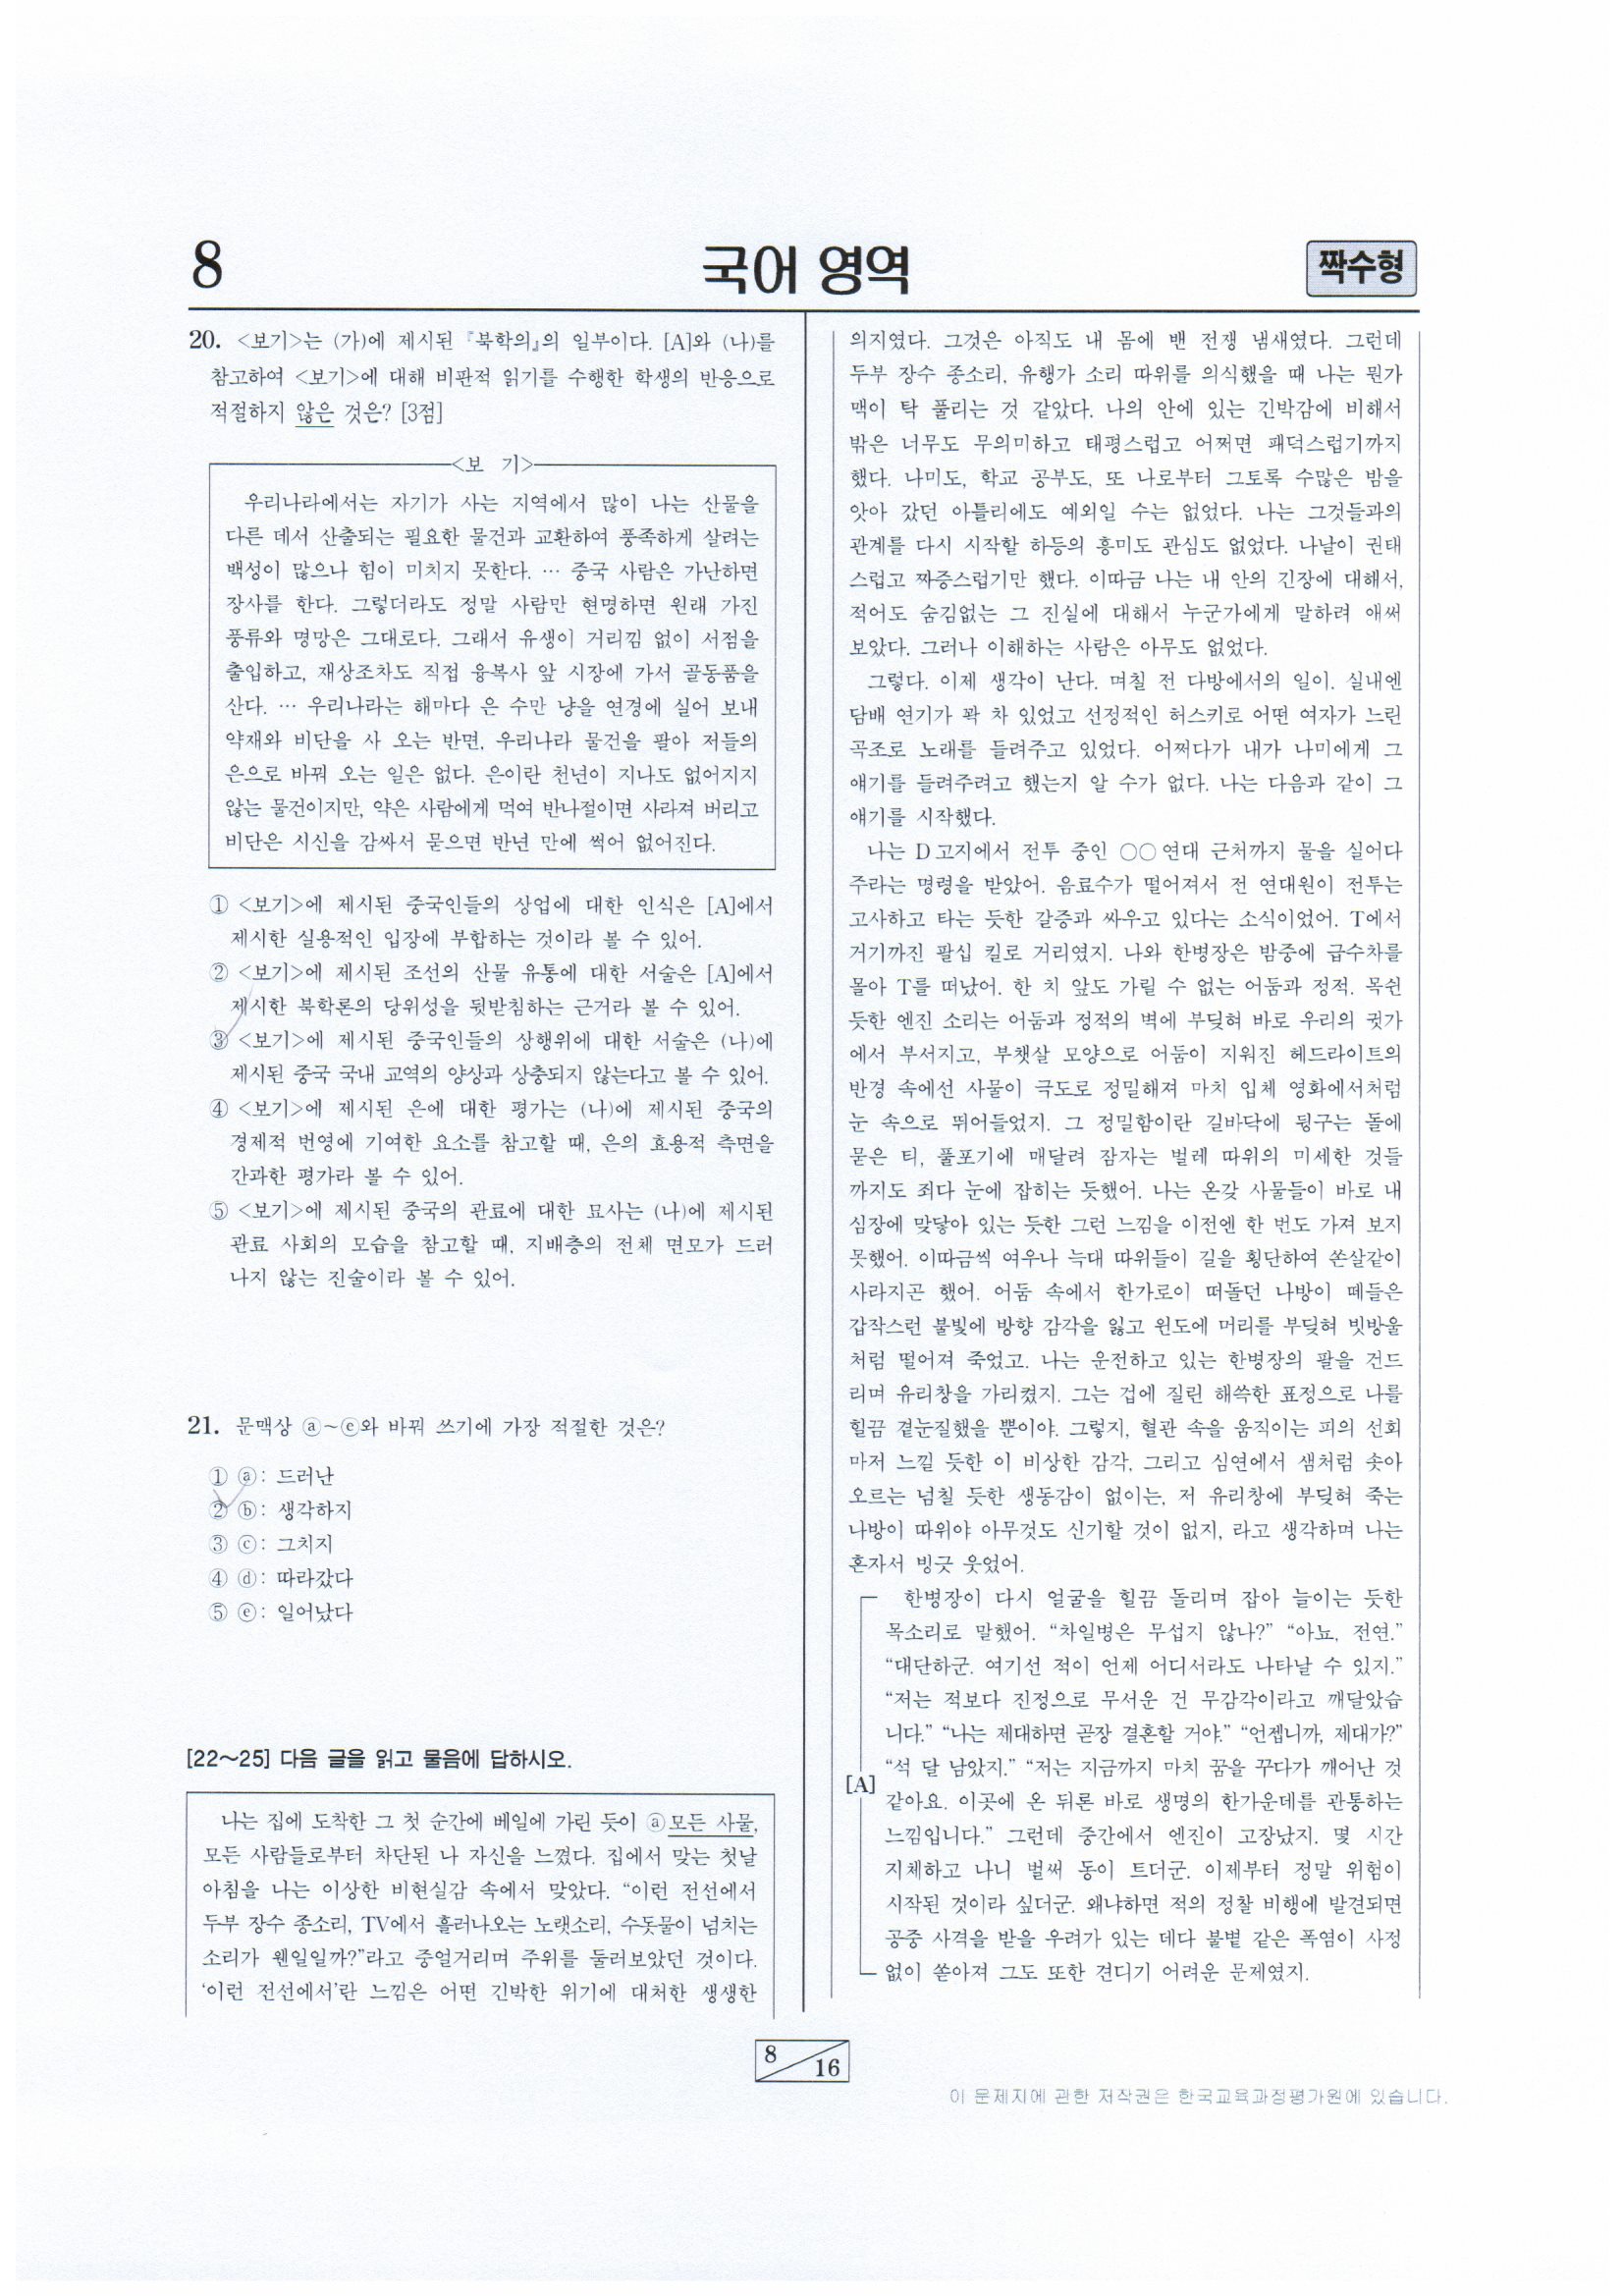 8
국어 영역
짝수형
20. <보기>는 (가)에 제시된 『북학의』의 일부이다. [A]와 (나)를
참고하여 <보기>에 대해 비판적 읽기를 수행한 학생의 반응으로
적절하지 않은 것은? [3점]
<보 기>
우리나라에서는 자기가 사는 지역에서 많이 나는 산물을
다른 데서 산출되는 필요한 물건과 교환하여 풍족하게 살려는
백성이 많으나 힘이 미치지 못한다. … 중국 사람은 가난하면
장사를 한다. 그렇더라도 정말 사람만 현명하면 원래 가진
풍류와 명망은 그대로다. 그래서 유생이 거리낌 없이 서점을
출입하고, 재상조차도 직접 융복사 앞 시장에 가서 골동품을
산다. … 우리나라는 해마다 은 수만 냥을 연경에 실어 보내
약재와 비단을 사 오는 반면, 우리나라 물건을 팔아 저들의
은으로 바꿔 오는 일은 없다. 은이란 천년이 지나도 없어지지
않는 물건이지만, 약은 사람에게 먹여 반나절이면 사라져 버리고
비단은 시신을 감싸서 묻으면 반년 만에 썩어 없어진다.
① <보기>에 제시된 중국인들의 상업에 대한 인식은 [A]에서
제시한 실용적인 입장에 부합하는 것이라 볼 수 있어.
② <보기>에 제시된 조선의 산물 유통에 대한 서술은 [A]에서
제시한 북학론의 당위성을 뒷받침하는 근거라 볼 수 있어.
③ <보기>에 제시된 중국인들의 상행위에 대한 서술은 (나)에
제시된 중국 국내 교역의 양상과 상충되지 않는다고 볼 수 있어.
④ <보기>에 제시된 은에 대한 평가는 (나)에 제시된 중국의
경제적 번영에 기여한 요소를 참고할 때, 은의 효용적 측면을
간과한 평가라 볼 수 있어.
⑤ <보기>에 제시된 중국의 관료에 대한 묘사는 (나)에 제시된
관료 사회의 모습을 참고할 때, 지배층의 전체 면모가 드러
나지 않는 진술이라 볼 수 있어.
21. 문맥상 ⓐ~ⓔ와 바꿔 쓰기에 가장 적절한 것은?
① ⓐ: 드러난
② ⓑ: 생각하지
③ ⓒ: 그치지
④ ⓓ: 따라갔다
⑤ ⓔ: 일어났다
[22~25] 다음 글을 읽고 물음에 답하시오.
나는 집에 도착한 그 첫 순간에 베일에 가린 듯이 ⓐ모든 사물,
모든 사람들로부터 차단된 나 자신을 느꼈다. 집에서 맞는 첫날
아침을 나는 이상한 비현실감 속에서 맞았다. “이런 전선에서
두부 장수 종소리, TV에서 흘러나오는 노랫소리, 수돗물이 넘치는
소리가 웬일일까?”라고 중얼거리며 주위를 둘러보았던 것이다.
‘이런 전선에서’란 느낌은 어떤 긴박한 위기에 대처한 생생한
의지였다. 그것은 아직도 내 몸에 밴 전쟁 냄새였다. 그런데
두부 장수 종소리, 유행가 소리 따위를 의식했을 때 나는 뭔가
맥이 탁 풀리는 것 같았다. 나의 안에 있는 긴박감에 비해서
밖은 너무도 무의미하고 태평스럽고 어쩌면 패덕스럽기까지
했다. 나미도, 학교 공부도, 또 나로부터 그토록 수많은 밤을
앗아 갔던 아틀리에도 예외일 수는 없었다. 나는 그것들과의
관계를 다시 시작할 하등의 흥미도 관심도 없었다. 나날이 권태
스럽고 짜증스럽기만 했다. 이따금 나는 내 안의 긴장에 대해서,
적어도 숨김없는 그 진실에 대해서 누군가에게 말하려 애써
보았다. 그러나 이해하는 사람은 아무도 없었다.
그렇다. 이제 생각이 난다. 며칠 전 다방에서의 일이. 실내엔
담배 연기가 꽉 차 있었고 선정적인 허스키로 어떤 여자가 느린
곡조로 노래를 들려주고 있었다. 어쩌다가 내가 나미에게 그
얘기를 들려주려고 했는지 알 수가 없다. 나는 다음과 같이 그
얘기를 시작했다.
나는 D고지에서 전투 중인 ○○연대 근처까지 물을 실어다
주라는 명령을 받았어. 음료수가 떨어져서 전 연대원이 전투는
고사하고 타는 듯한 갈증과 싸우고 있다는 소식이었어. T에서
거기까진 팔십 킬로 거리였지. 나와 한병장은 밤중에 급수차를
몰아 T를 떠났어. 한 치 앞도 가릴 수 없는 어둠과 정적. 목쉰
듯한 엔진 소리는 어둠과 정적의 벽에 부딪혀 바로 우리의 귓가
에서 부서지고, 부챗살 모양으로 어둠이 지워진 헤드라이트의
반경 속에선 사물이 극도로 정밀해져 마치 입체 영화에서처럼
눈 속으로 뛰어들었지. 그 정밀함이란 길바닥에 뒹구는 돌에
묻은 티, 풀포기에 매달려 잠자는 벌레 따위의 미세한 것들
까지도 죄다 눈에 잡히는 듯했어. 나는 온갖 사물들이 바로 내
심장에 맞닿아 있는 듯한 그런 느낌을 이전엔 한 번도 가져 보지
못했어. 이따금씩 여우나 늑대 따위들이 길을 횡단하여 쏜살같이
사라지곤 했어. 어둠 속에서 한가로이 떠돌던 나방이 떼들은
갑작스런 불빛에 방향 감각을 잃고 윈도에 머리를 부딪혀 빗방울
처럼 떨어져 죽었고. 나는 운전하고 있는 한병장의 팔을 건드
리며 유리창을 가리켰지. 그는 겁에 질린 해쓱한 표정으로 나를
힐끔 곁눈질했을 뿐이야. 그렇지, 혈관 속을 움직이는 피의 선회
마저 느낄 듯한 이 비상한 감각, 그리고 심연에서 샘처럼 솟아
오르는 넘칠 듯한 생동감이 없이는, 저 유리창에 부딪혀 죽는
나방이 따위야 아무것도 신기할 것이 없지, 라고 생각하며 나는
혼자서 빙긋 웃었어.
한병장이 다시 얼굴을 힐끔 돌리며 잡아 늘이는 듯한
목소리로 말했어. “차일병은 무섭지 않나?” “아뇨, 전연.”
“대단하군. 여기선 적이 언제 어디서라도 나타날 수 있지.”
“저는 적보다 진정으로 무서운 건 무감각이라고 깨달았습
니다.” “나는 제대하면 곧장 결혼할 거야.” “언젭니까, 제대가?”
“석 달 남았지.” “저는 지금까지 마치 꿈을 꾸다가 깨어난 것
[A]
같아요. 이곳에 온 뒤론 바로 생명의 한가운데를 관통하는
느낌입니다.” 그런데 중간에서 엔진이 고장났지. 몇 시간
지체하고 나니 벌써 동이 트더군. 이제부터 정말 위험이
시작된 것이라 싶더군. 왜냐하면 적의 정찰 비행에 발견되면
공중 사격을 받을 우려가 있는 데다 불볕 같은 폭염이 사정
없이 쏟아져 그도 또한 견디기 어려운 문제였지.
8
16
이 문제지에 관한 저작권은 한국교육과정평가원에 있습니다.